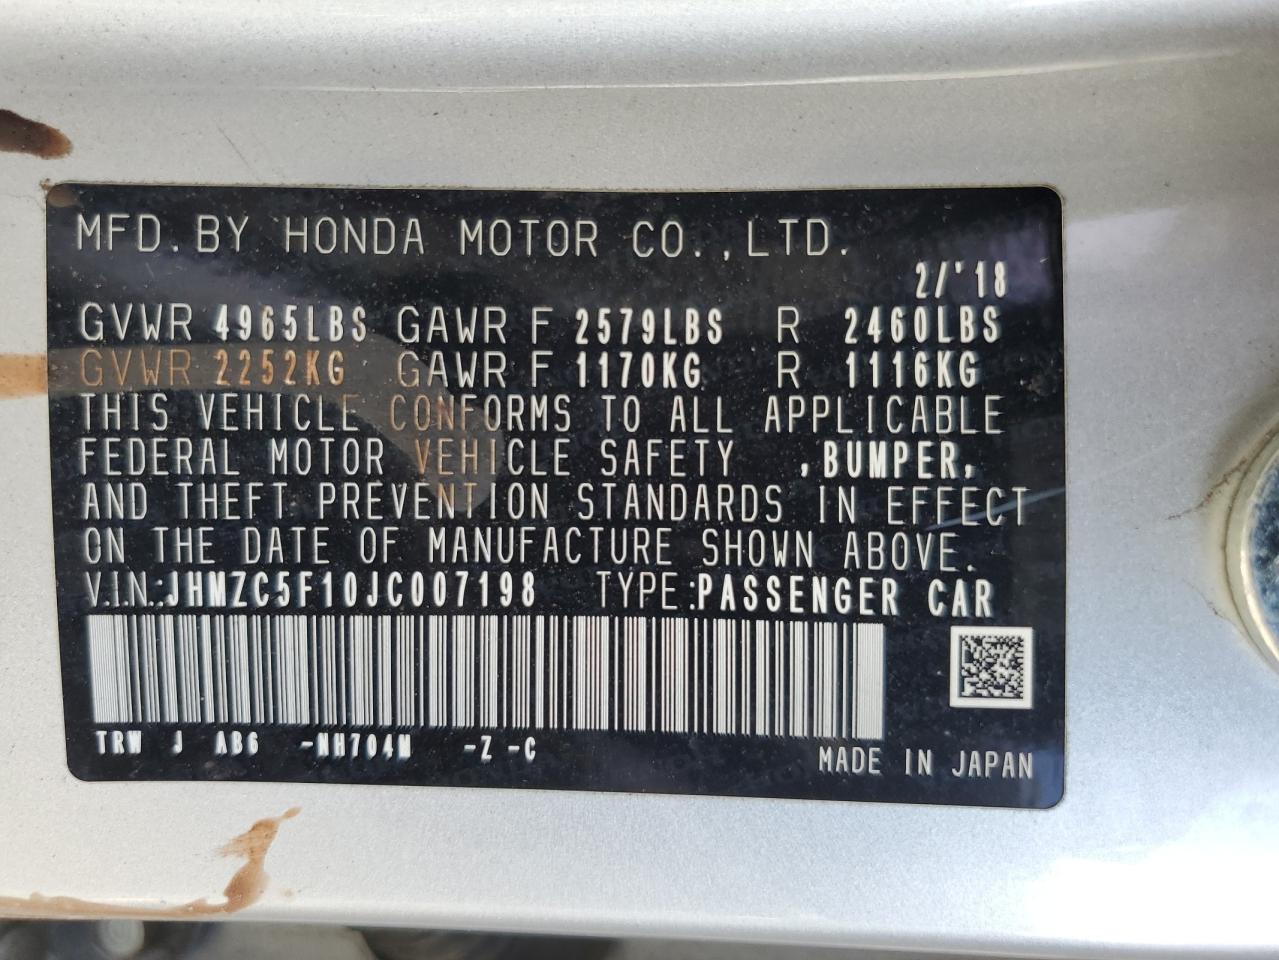 MFD. BY HONDA MOTOR CO., LTD.
2/'18
GVWR 4965LBS GAWR F 2579LBS R 2460LBS
GVWR 2252KG GAWR F 1170KG R 1116KG
THIS VEHICLE CONFORMS TO ALL APPLICABLE
FEDERAL MOTOR VEHICLE SAFETY , BUMPER,
AND THEFT PREVENTION STANDARDS IN EFFECT
ON THE DATE OF MANUFACTURE SHOWN ABOVE.
V.I.N.: JHMZC5F10JC007198 TYPE: PASSENGER CAR
TRW J AB6 -NH704M -Z -C
MADE IN JAPAN